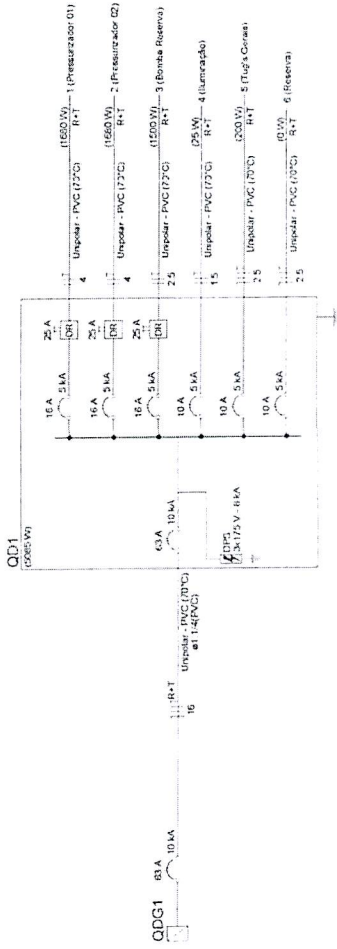 QDG1
63 A
10 kA
R+T
16
Unipolar - PVC (70°C)
ø1 1/4(PVC)
QD1
(5085 W)
63 A
10 kA
DPS
3x175 V - 8 kA
16 A
5 kA
25 A
DR
4
Unipolar - PVC (70°C)
(1680 W)
R+T
1 (Pressurizador 01)
16 A
5 kA
25 A
DR
4
Unipolar - PVC (70°C)
(1680 W)
R+T
2 (Pressurizador 02)
16 A
5 kA
25 A
DR
2.5
Unipolar - PVC (70°C)
(1500 W)
R+T
3 (Bomba Reserva)
10 A
5 kA
1.5
Unipolar - PVC (70°C)
(25 W)
R+T
4 (Iluminação)
10 A
5 kA
2.5
Unipolar - PVC (70°C)
(200 W)
R+T
5 (Tug's Gerais)
10 A
5 kA
2.5
Unipolar - PVC (70°C)
(0 W)
R+T
6 (Reserva)